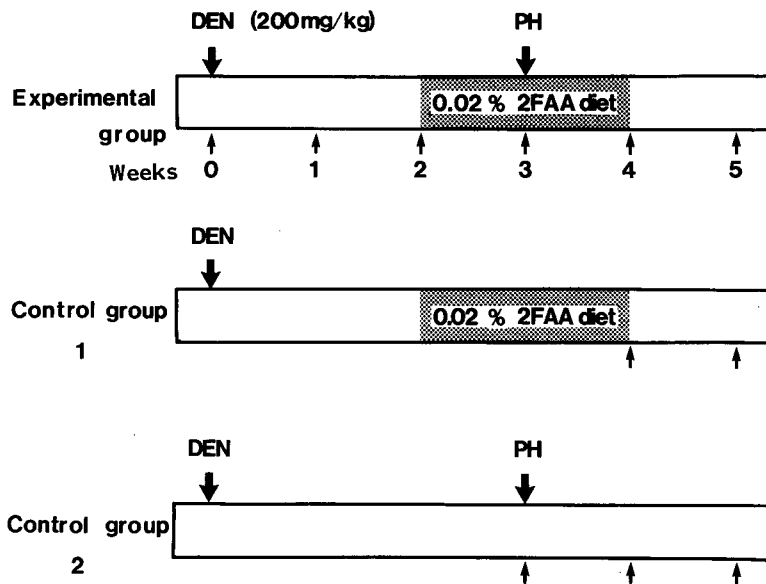 DEN (200mg/kg) PH
Experimental group
0.02 % 2FAA diet
Weeks 0 1 2 3 4 5
DEN
Control group 1
0.02 % 2FAA diet
DEN PH
Control group 2